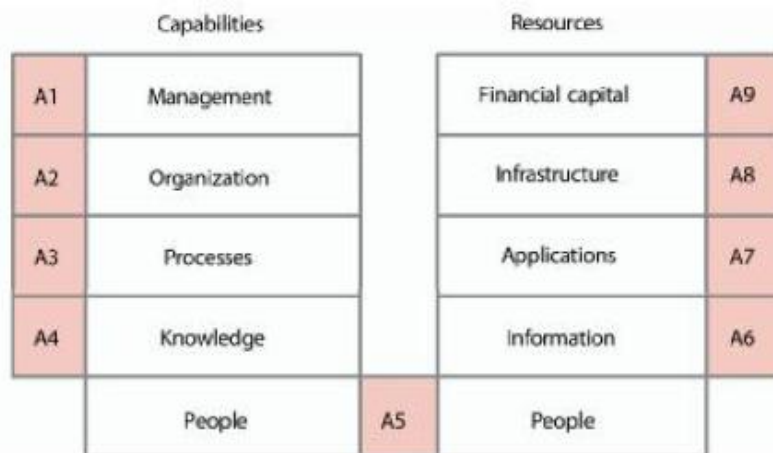 Capabilities Resources
A1 Management Financial capital A9
A2 Organization Infrastructure A8
A3 Processes Applications A7
A4 Knowledge Information A6
People A5 People